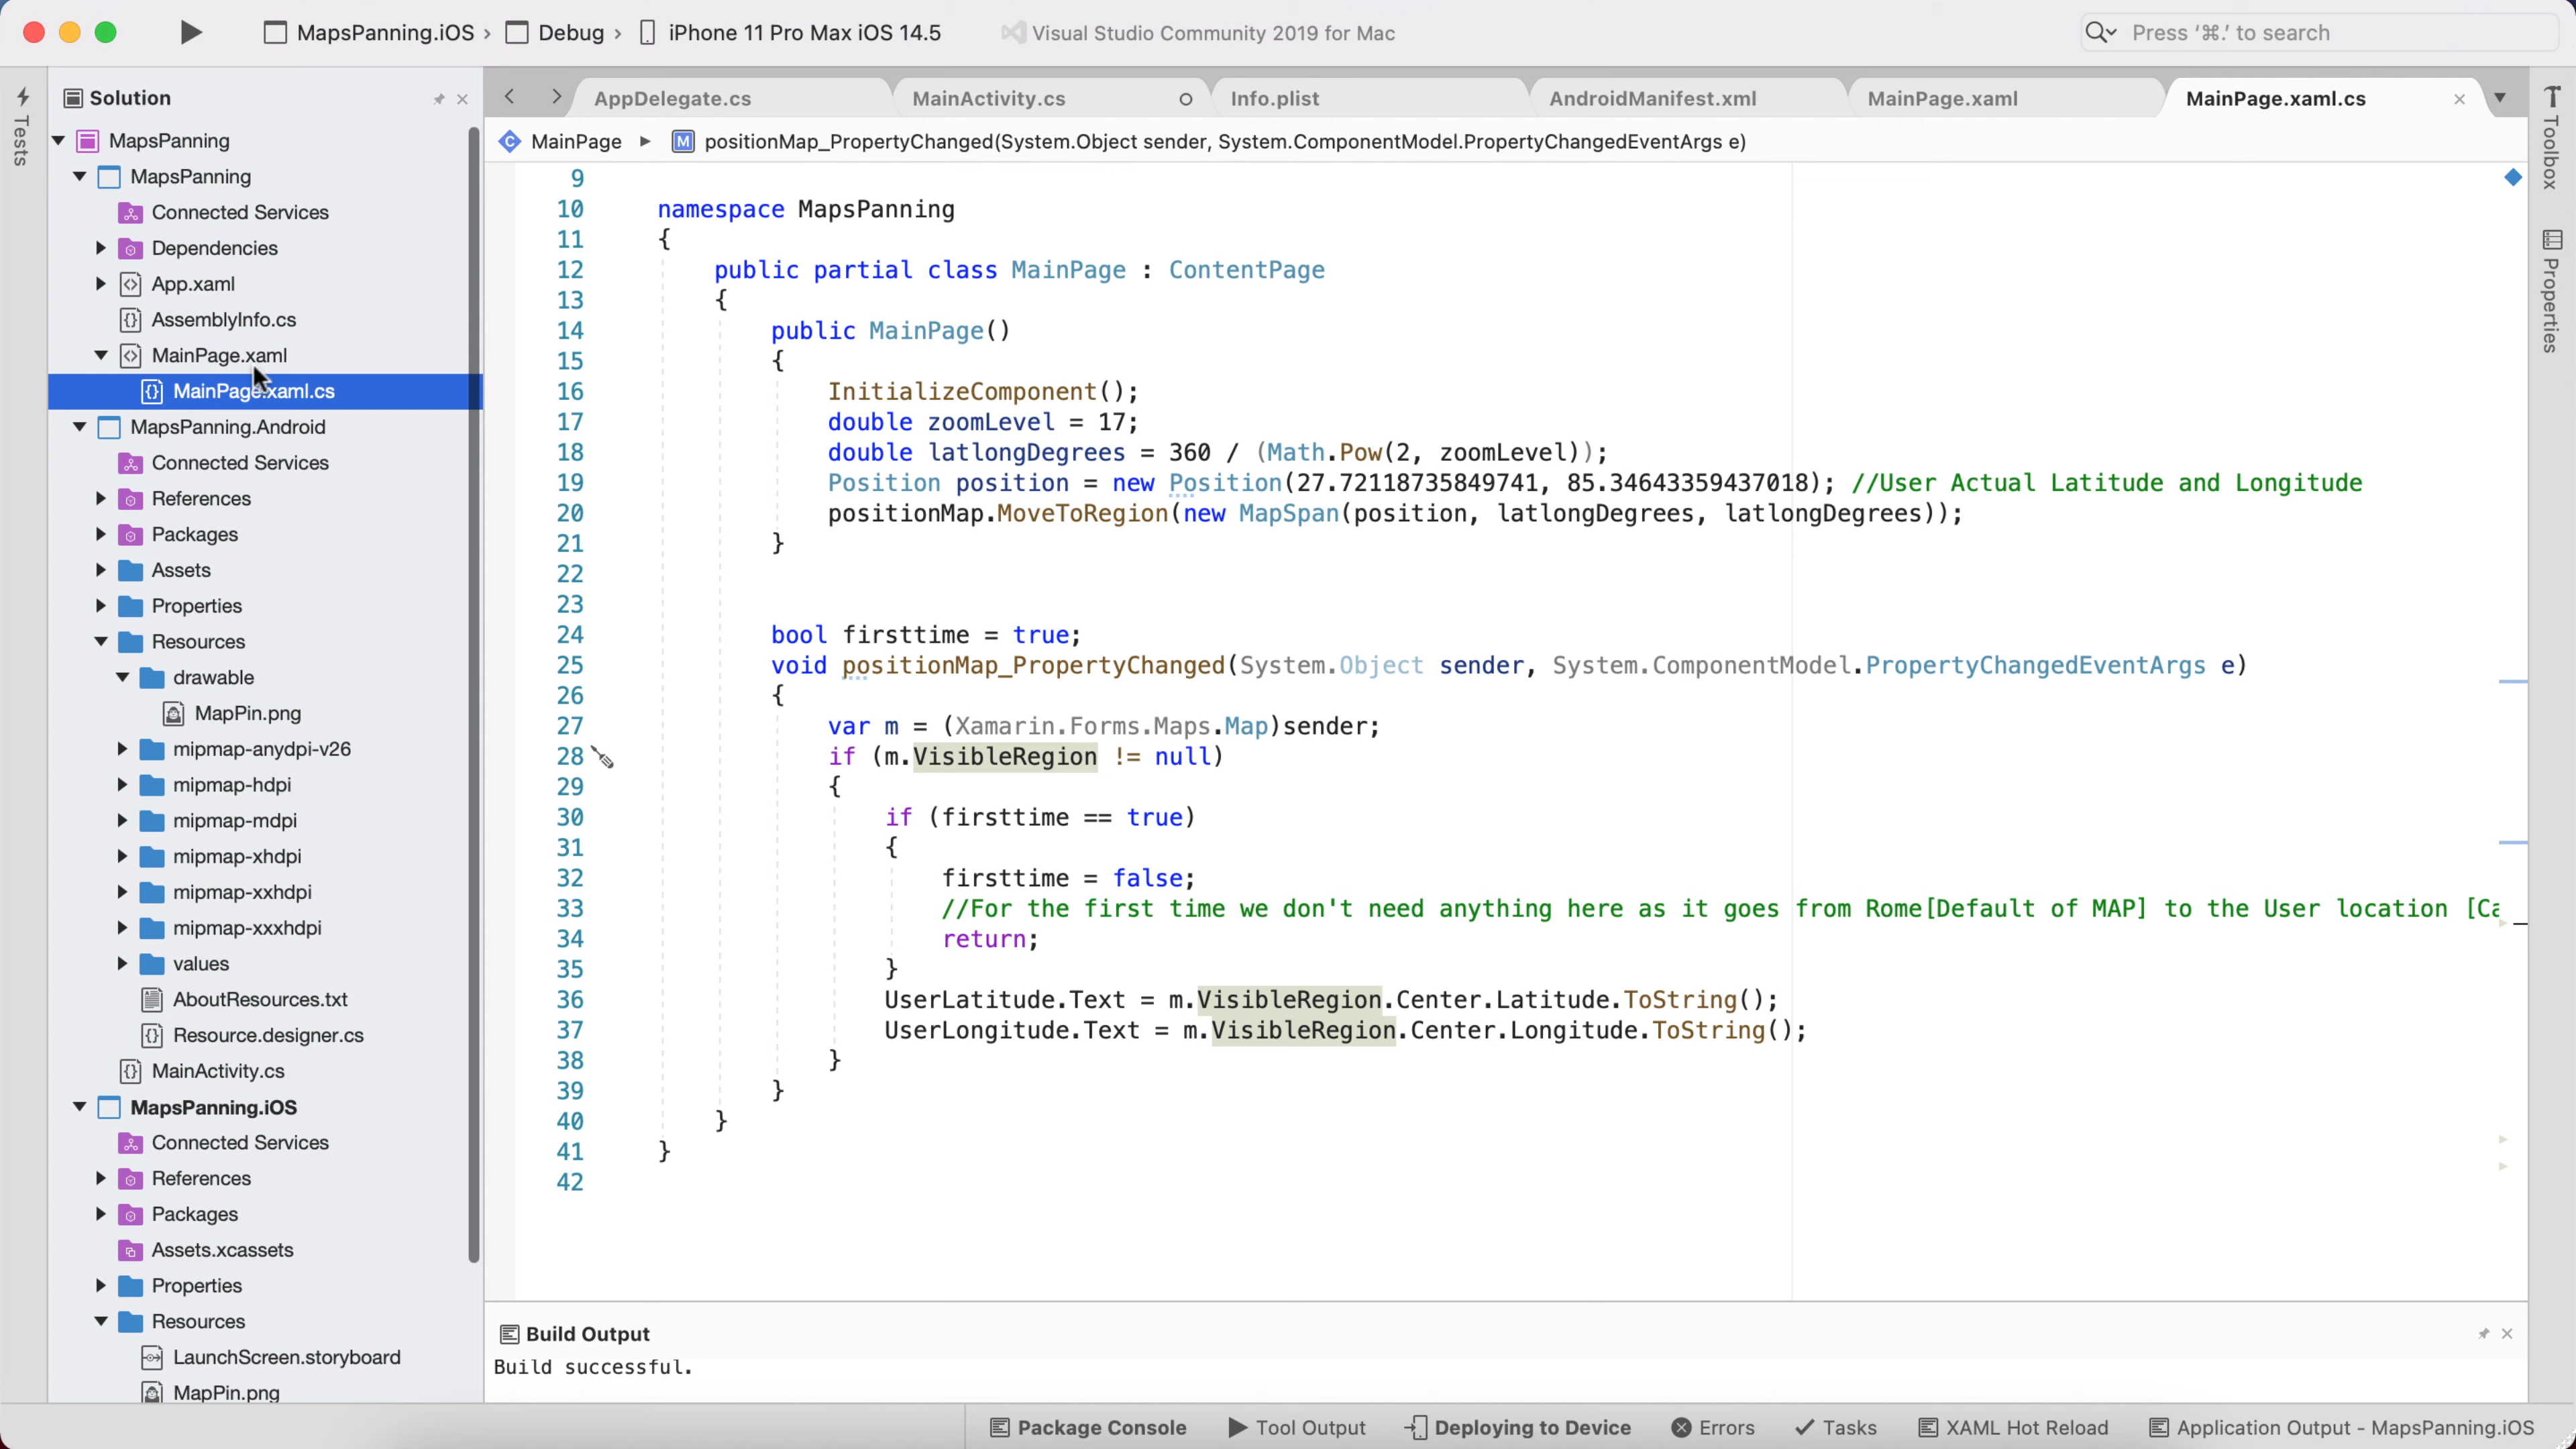 MapsPanning.iOS › Debug › iPhone 11 Pro Max iOS 14.5
Visual Studio Community 2019 for Mac
Press '⌘.' to search
Tests
Solution
MapsPanning
MapsPanning
Connected Services
Dependencies
App.xaml
AssemblyInfo.cs
MainPage.xaml
MainPage.xaml.cs
MapsPanning.Android
Connected Services
References
Packages
Assets
Properties
Resources
drawable
MapPin.png
mipmap-anydpi-v26
mipmap-hdpi
mipmap-mdpi
mipmap-xhdpi
mipmap-xxhdpi
mipmap-xxxhdpi
values
AboutResources.txt
Resource.designer.cs
MainActivity.cs
MapsPanning.iOS
Connected Services
References
Packages
Assets.xcassets
Properties
Resources
LaunchScreen.storyboard
MapPin.png
AppDelegate.cs MainActivity.cs Info.plist AndroidManifest.xml MainPage.xaml MainPage.xaml.cs
C MainPage M positionMap_PropertyChanged(System.Object sender, System.ComponentModel.PropertyChangedEventArgs e)
9
10 namespace MapsPanning
11 {
12 public partial class MainPage : ContentPage
13 {
14 public MainPage()
15 {
16 InitializeComponent();
17 double zoomLevel = 17;
18 double latlongDegrees = 360 / (Math.Pow(2, zoomLevel));
19 Position position = new Position(27.72118735849741, 85.34643359437018); //User Actual Latitude and Longitude
20 positionMap.MoveToRegion(new MapSpan(position, latlongDegrees, latlongDegrees));
21 }
22
23
24 bool firsttime = true;
25 void positionMap_PropertyChanged(System.Object sender, System.ComponentModel.PropertyChangedEventArgs e)
26 {
27 var m = (Xamarin.Forms.Maps.Map)sender;
28 if (m.VisibleRegion != null)
29 {
30 if (firsttime == true)
31 {
32 firsttime = false;
33 //For the first time we don't need anything here as it goes from Rome[Default of MAP] to the User location [Ca
34 return;
35 }
36 UserLatitude.Text = m.VisibleRegion.Center.Latitude.ToString();
37 UserLongitude.Text = m.VisibleRegion.Center.Longitude.ToString();
38 }
39 }
40 }
41 }
42
Toolbox
Properties
Build Output
Build successful.
Package Console Tool Output Deploying to Device Errors Tasks XAML Hot Reload Application Output - MapsPanning.iOS